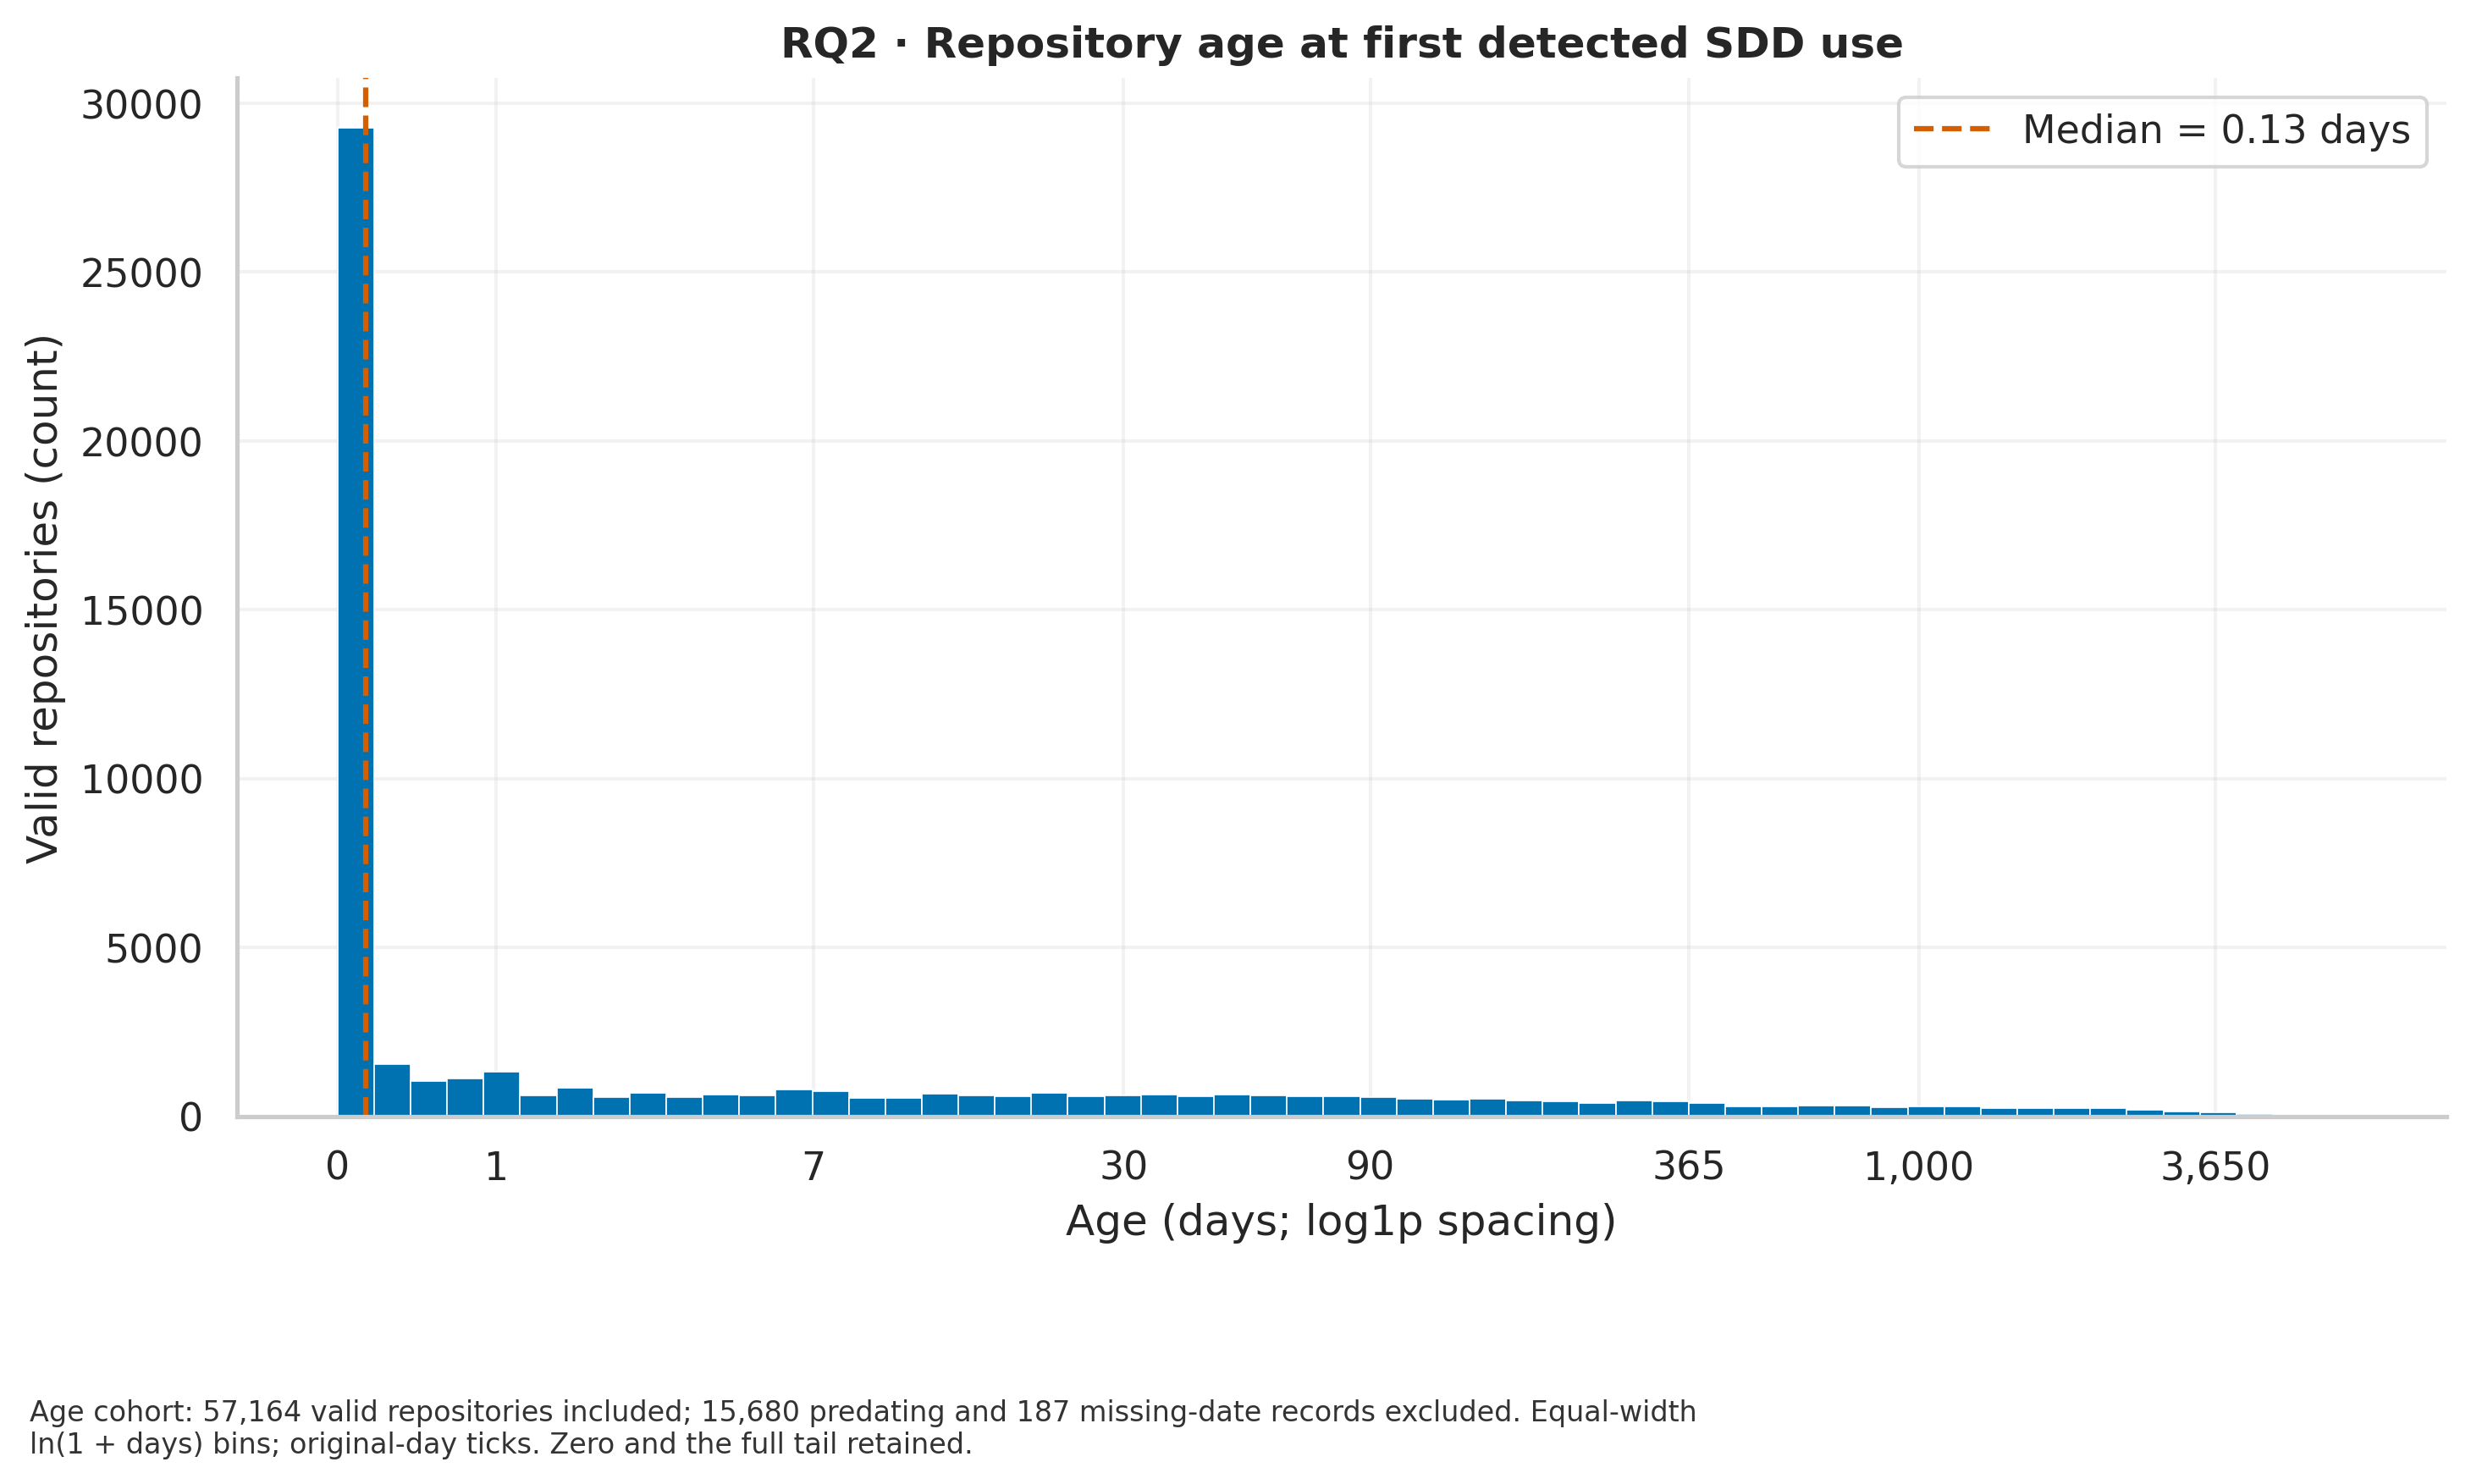 RQ2 · Repository age at first detected SDD use
Median = 0.13 days
Valid repositories (count)
30000
25000
20000
15000
10000
5000
0
0 1 7 30 90 365 1,000 3,650
Age (days; log1p spacing)
Age cohort: 57,164 valid repositories included; 15,680 predating and 187 missing-date records excluded. Equal-width
ln(1 + days) bins; original-day ticks. Zero and the full tail retained.